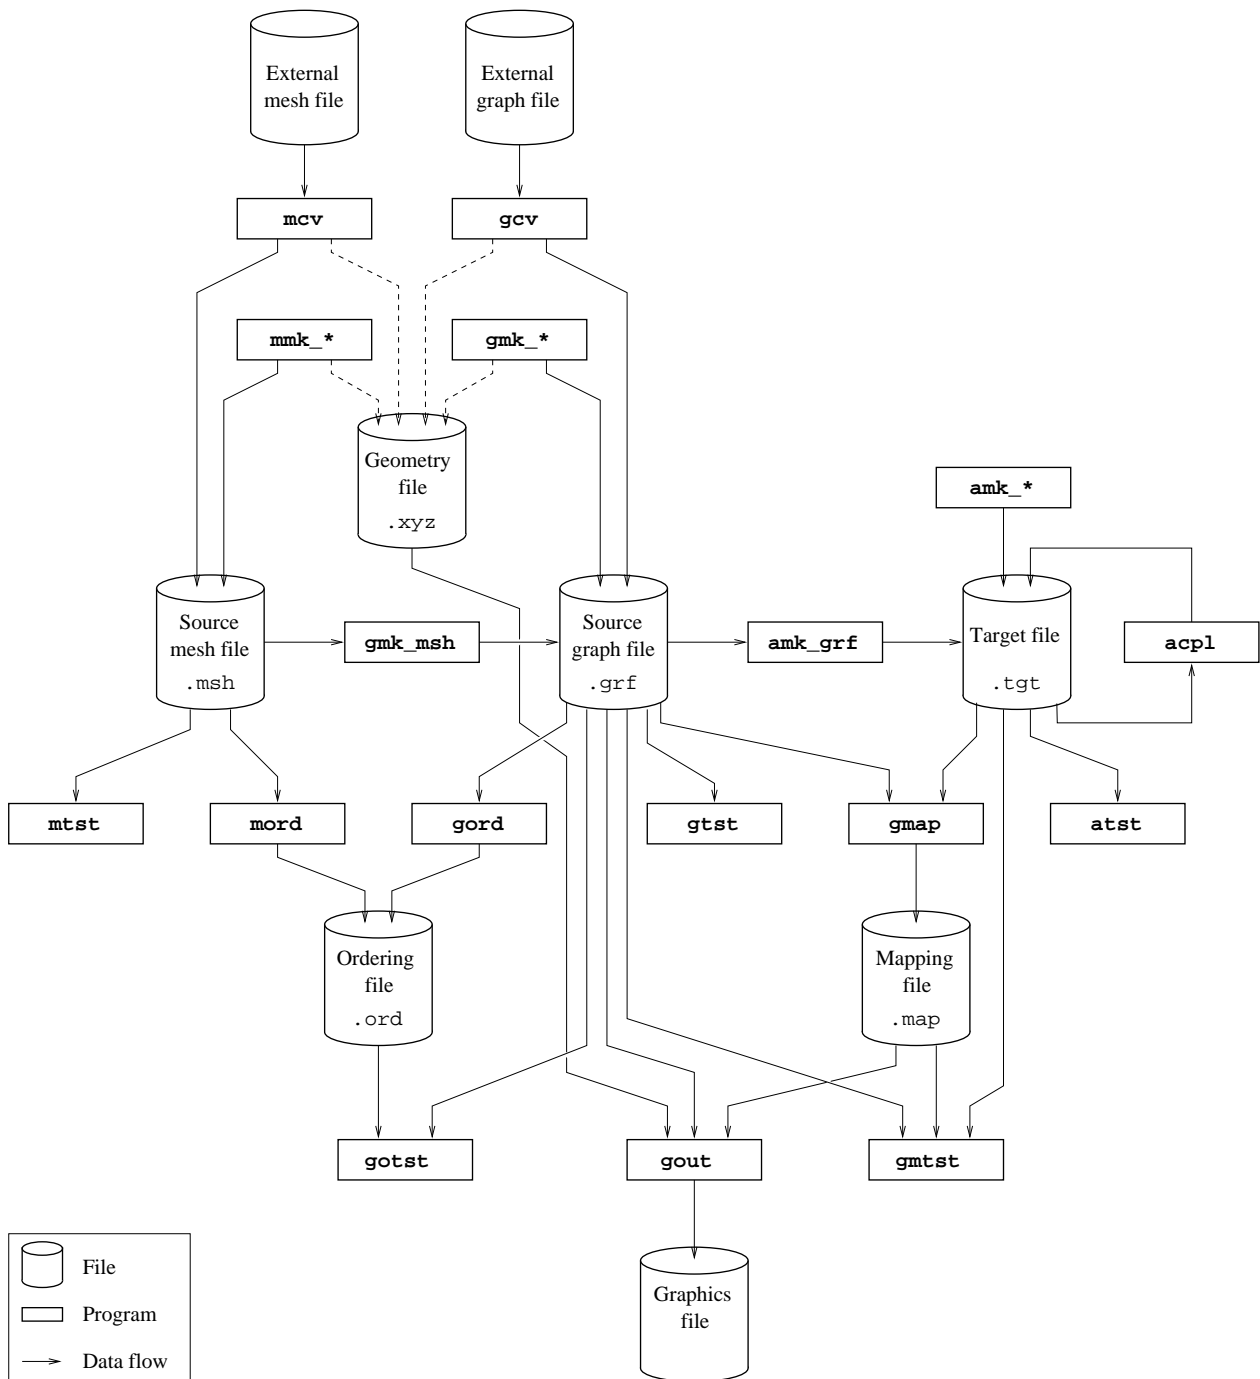 External
mesh file
External
graph file
mcv
gcv
mmk_*
gmk_*
Geometry
file
.xyz
amk_*
Source
mesh file
.msh
gmk_msh
Source
graph file
.grf
amk_grf
Target file
.tgt
acpl
mtst
mord
gord
gtst
gmap
atst
Ordering
file
.ord
Mapping
file
.map
gotst
gout
gmtst
File
Program
Data flow
Graphics
file